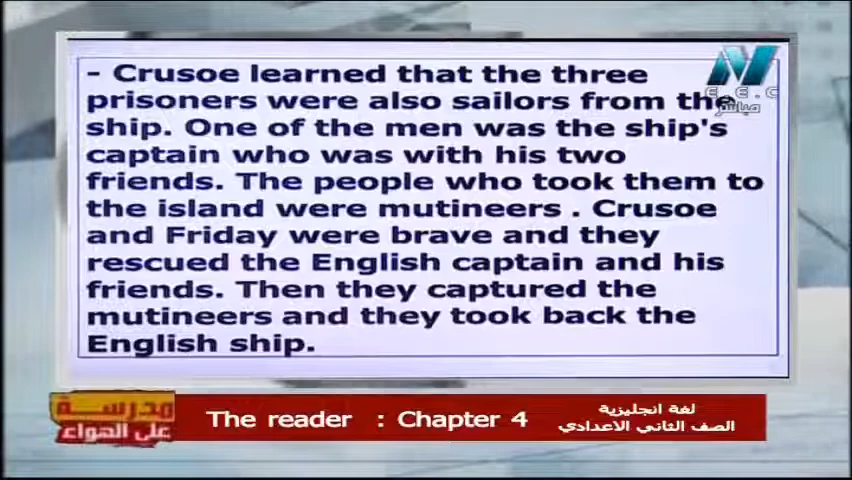 - Crusoe learned that the three
prisoners were also sailors from the
ship. One of the men was the ship's
captain who was with his two
friends. The people who took them to
the island were mutineers . Crusoe
and Friday were brave and they
rescued the English captain and his
friends. Then they captured the
mutineers and they took back the
English ship.
N
E . E . C
مباشر
مدرسة
على الهواء
The reader : Chapter 4
لغة انجليزية
الصف الثاني الاعدادي